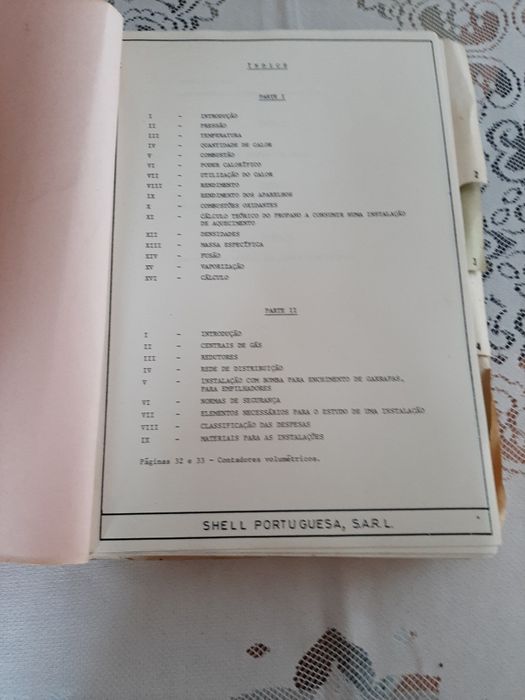 ÍNDICE
PARTE I
I - INTRODUÇÃO
II - PRESSÃO
III - TEMPERATURA
IV - QUANTIDADE DE CALOR
V - COMBUSTÃO
VI - PODER CALORÍFICO
VII - UTILIZAÇÃO DO CALOR
VIII - RENDIMENTO
IX - RENDIMENTO DOS APARELHOS
X - COMBUSTÕES OXIDANTES
XI - CÁLCULO TEÓRICO DO PROPANO A CONSUMIR NUMA INSTALAÇÃO
DE AQUECIMENTO
XII - DENSIDADES
XIII - MASSA ESPECÍFICA
XIV - FUSÃO
XV - VAPORIZAÇÃO
XVI - CÁLCULO
PARTE II
I - INTRODUÇÃO
II - CENTRAIS DE GÁS
III - REDUTORES
IV - REDE DE DISTRIBUIÇÃO
V - INSTALAÇÃO COM BOMBA PARA ENCHIMENTO DE GARRAFAS,
PARA EMPILHADORES
VI - NORMAS DE SEGURANÇA
VII - ELEMENTOS NECESSÁRIOS PARA O ESTUDO DE UMA INSTALAÇÃO
VIII - CLASSIFICAÇÃO DAS DESPESAS
IX - MATERIAIS PARA AS INSTALAÇÕES
Páginas 32 e 33 - Contadores volumétricos.
SHELL PORTUGUESA, S.A.R.L.
2
3